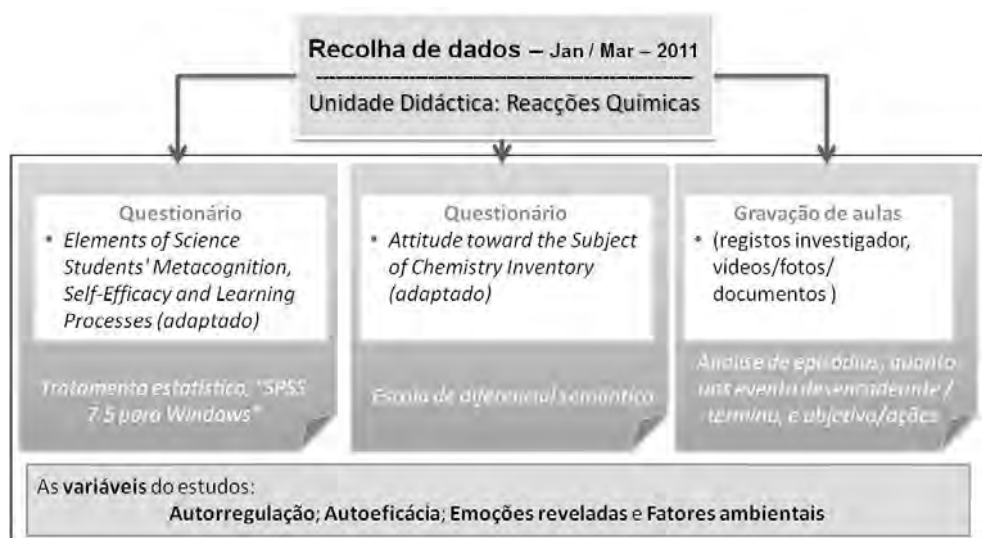 Recolha de dados – Jan / Mar – 2011
Unidade Didáctica: Reacções Químicas
Questionário
• Elements of Science
Students' Metacognition,
Self-Efficacy and Learning
Processes (adaptado)
Tratamento estatístico, "SPSS
7.5 para Windows"
Questionário
• Attitude toward the Subject
of Chemistry Inventory
(adaptado)
Escala de diferencial semântico
Gravação de aulas
• (registos investigador,
vídeos/fotos/
documentos )
Análise de episódios, quanto
evento desencadeante /
término, e objetivo/ações
As variáveis do estudos:
Autorregulação; Autoeficácia; Emoções reveladas e Fatores ambientais